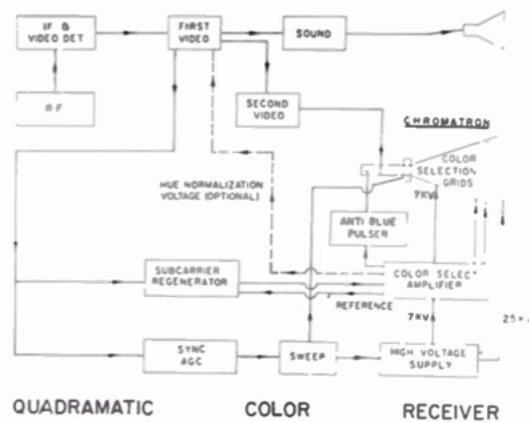 IF &
VIDEO DET
FIRST
VIDEO
SOUND
RF
SECOND
VIDEO
CHROMATRON
COLOR
SELECTION
GRIDS
7KV
HUE NORMALIZATION
VOLTAGE (OPTIONAL)
ANTI BLUE
PULSER
SUBCARRIER
REGENERATOR
COLOR SELECT
AMPLIFIER
REFERENCE
7KV
SYNC
AGC
SWEEP
HIGH VOLTAGE
SUPPLY
QUADRAMATIC COLOR RECEIVER